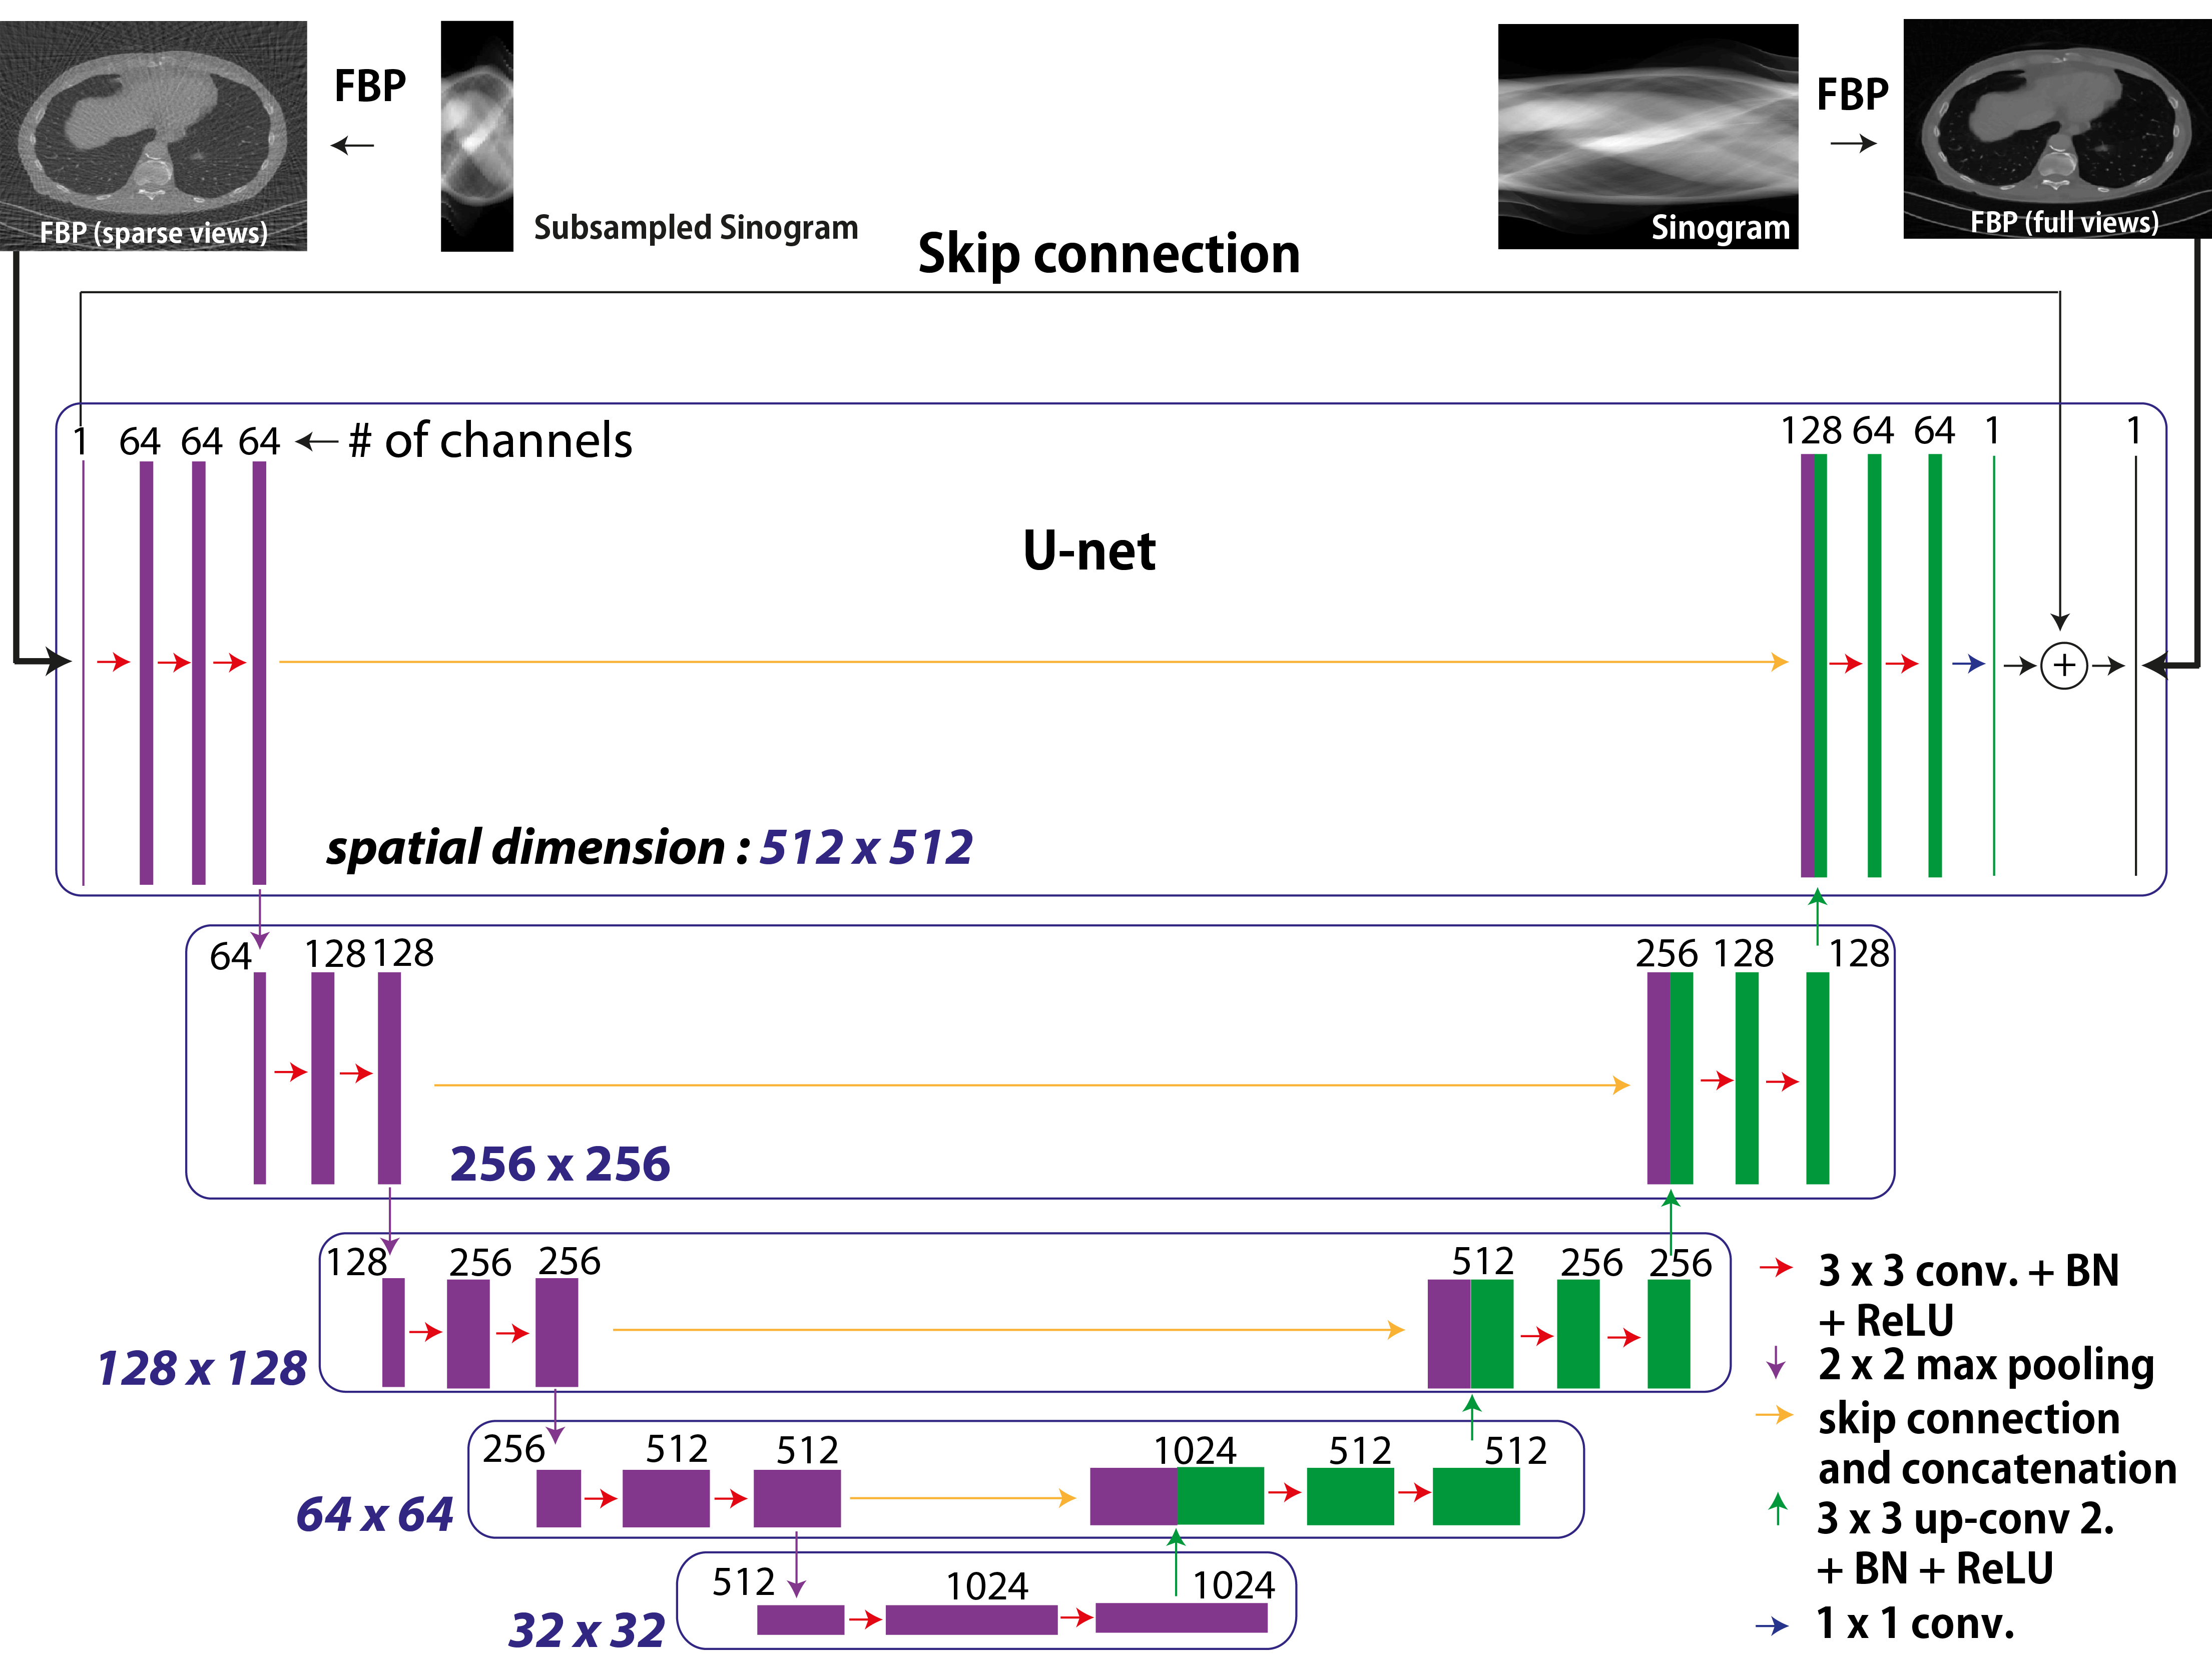 FBP
FBP
FBP (sparse views)
Subsampled Sinogram
Sinogram
FBP (full views)
Skip connection
1 64 64 64 ← # of channels
128 64 64 1 1
U-net
+
spatial dimension : 512 x 512
64 128 128
256 128 128
256 x 256
128 256 256
512 256 256
128 x 128
256 512 512
1024 512 512
64 x 64
512 1024 1024
32 x 32
3 x 3 conv. + BN
+ ReLU
2 x 2 max pooling
skip connection
and concatenation
3 x 3 up-conv 2.
+ BN + ReLU
1 x 1 conv.